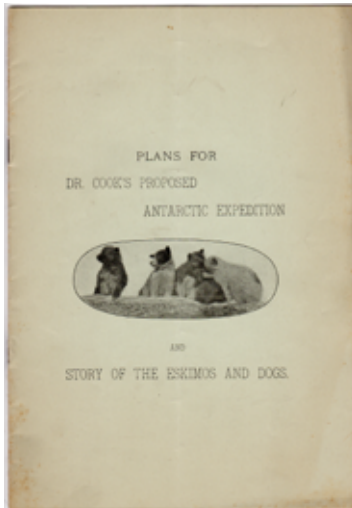 PLANS FOR
DR. COOK'S PROPOSED
ANTARCTIC EXPEDITION
AND
STORY OF THE ESKIMOS AND DOGS.